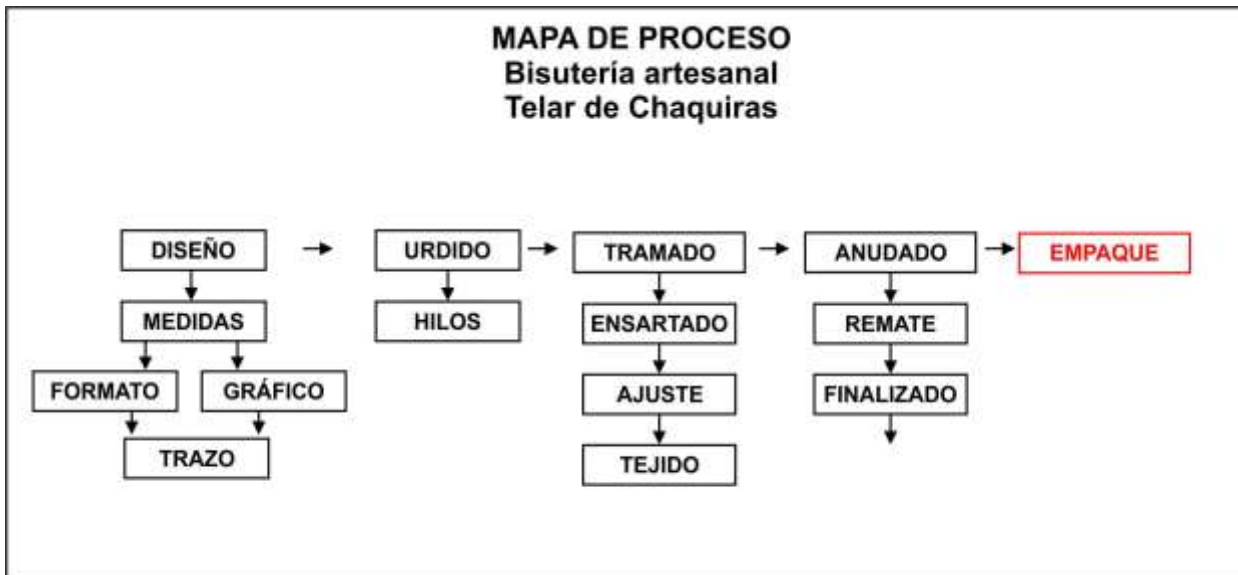 MAPA DE PROCESO
Bisutería artesanal
Telar de Chaquiras
DISEÑO
URDIDO
TRAMADO
ANUDADO
EMPAQUE
MEDIDAS
HILOS
ENSARTADO
REMATE
FORMATO
GRÁFICO
AJUSTE
FINALIZADO
TRAZO
TEJIDO